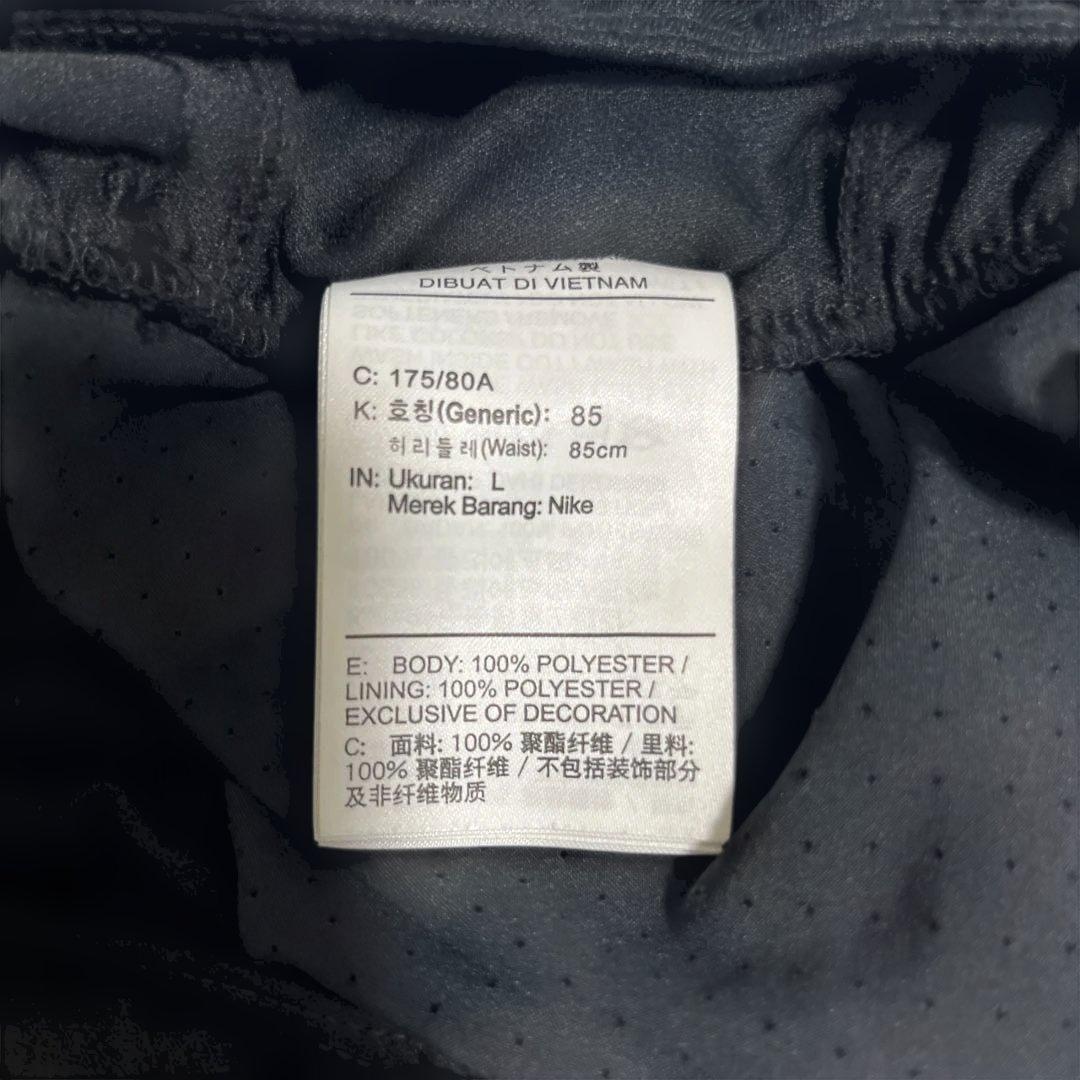 ベトナム製
DIBUAT DI VIETNAM
C: 175/80A
K: 호칭(Generic): 85
허리둘레(Waist): 85cm
IN: Ukuran: L
Merek Barang: Nike
E: BODY: 100% POLYESTER /
LINING: 100% POLYESTER /
EXCLUSIVE OF DECORATION
C: 面料: 100% 聚酯纤维 / 里料:
100% 聚酯纤维 / 不包括装饰部分
及非纤维物质